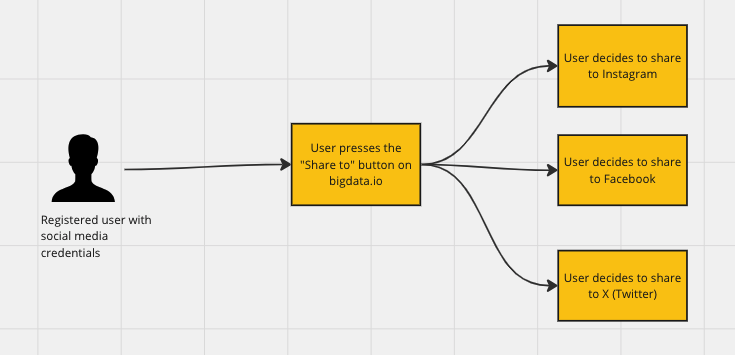 Registered user with
social media
credentials
User presses the
"Share to" button on
bigdata.io
User decides to share
to Instagram
User decides to share
to Facebook
User decides to share
to X (Twitter)